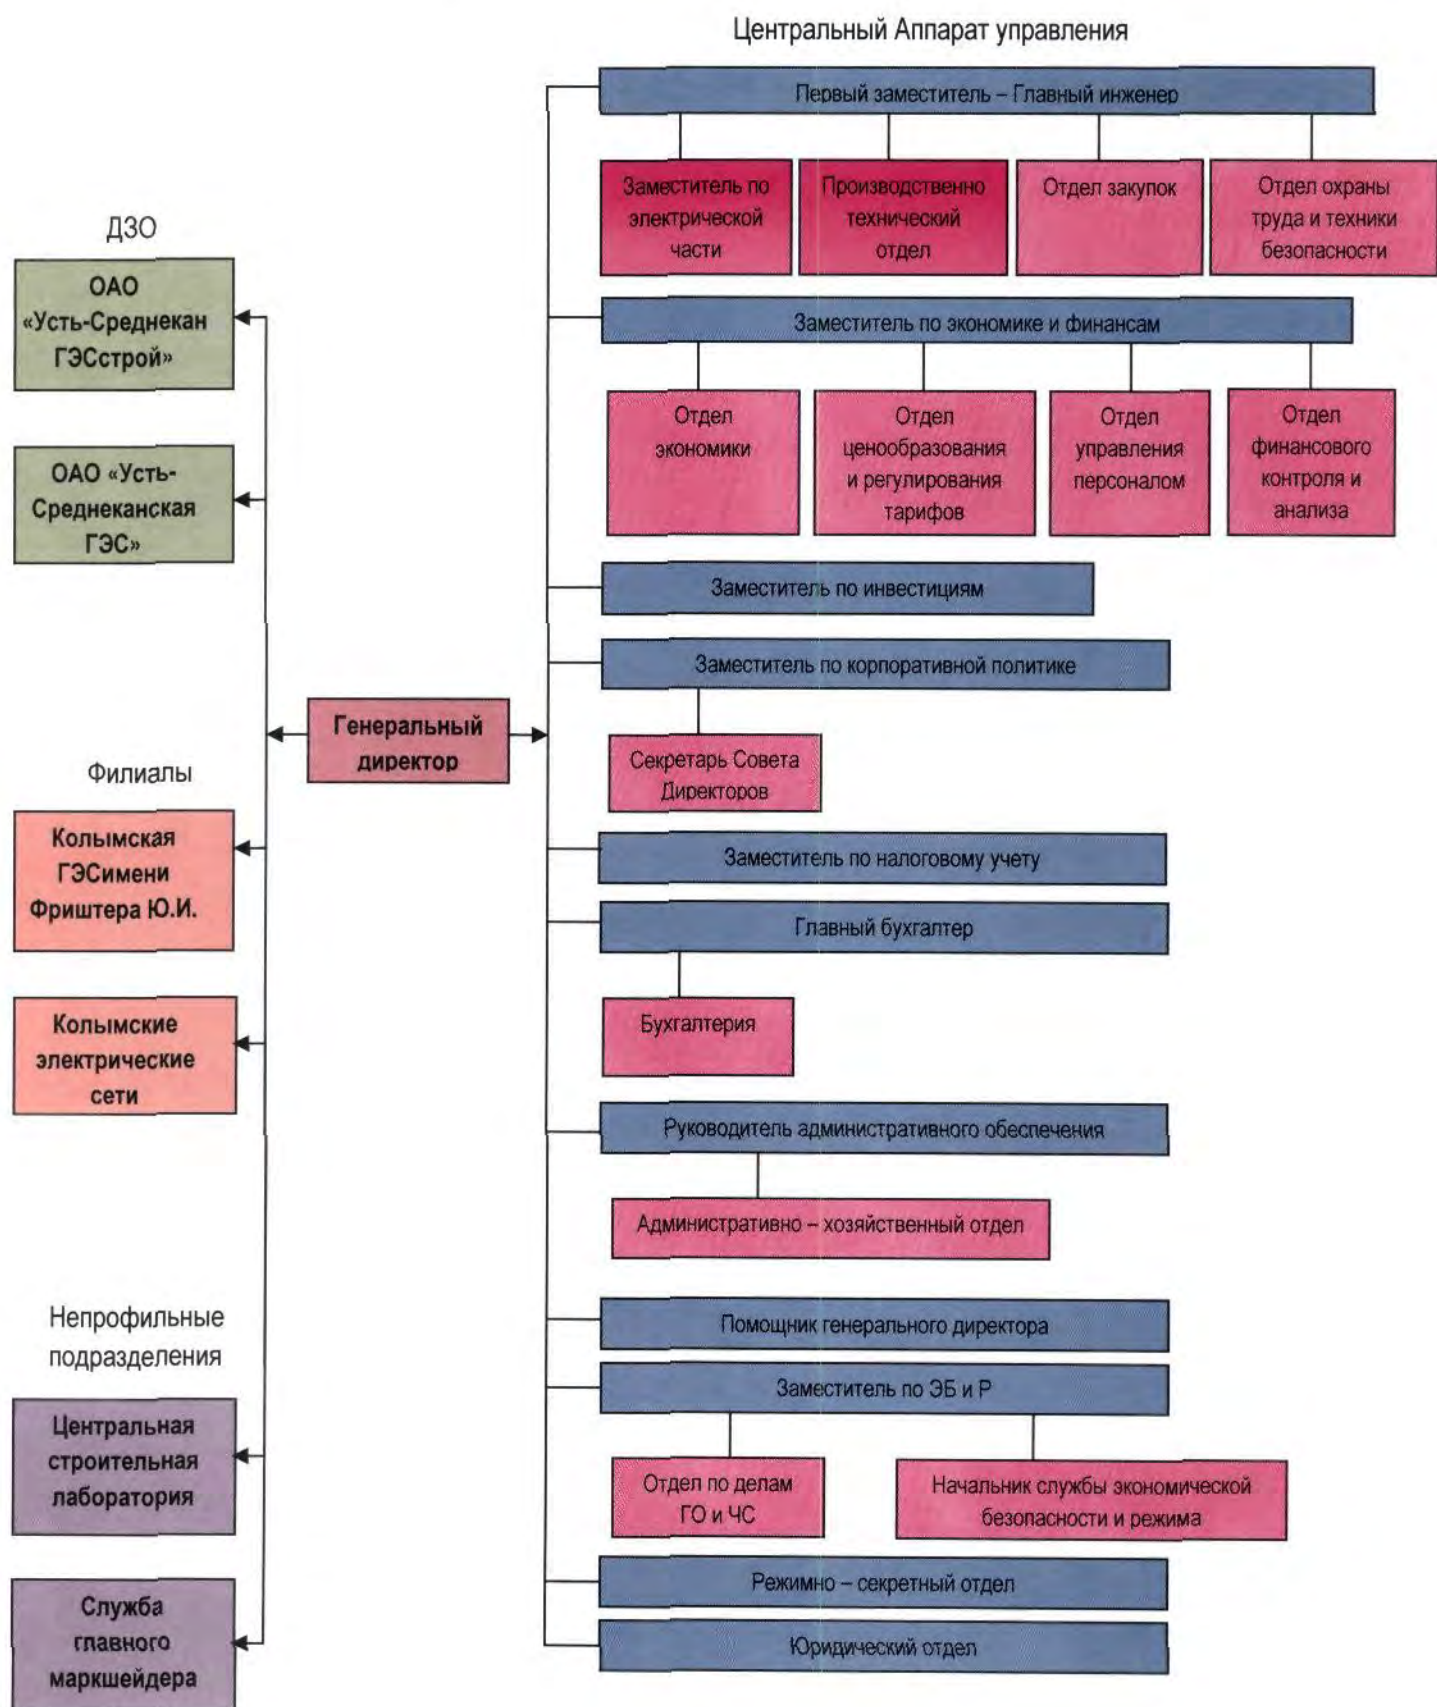 Центральный Аппарат управления
Первый заместитель – Главный инженер
Заместитель по
электрической
части
Производственно
технический
отдел
Отдел закупок
Отдел охраны
труда и техники
безопасности
Заместитель по экономике и финансам
Отдел
экономики
Отдел
ценообразования
и регулирования
тарифов
Отдел
управления
персоналом
Отдел
финансового
контроля и
анализа
Заместитель по инвестициям
Заместитель по корпоративной политике
Секретарь Совета
Директоров
Заместитель по налоговому учету
Главный бухгалтер
Бухгалтерия
Руководитель административного обеспечения
Административно – хозяйственный отдел
Помощник генерального директора
Заместитель по ЭБ и Р
Отдел по делам
ГО и ЧС
Начальник службы экономической
безопасности и режима
Режимно – секретный отдел
Юридический отдел
Генеральный
директор
ДЗО
ОАО
«Усть-Среднекан
ГЭСстрой»
ОАО «Усть-
Среднеканская
ГЭС»
Филиалы
Колымская
ГЭСимени
Фриштера Ю.И.
Колымские
электрические
сети
Непрофильные
подразделения
Центральная
строительная
лаборатория
Служба
главного
маркшейдера